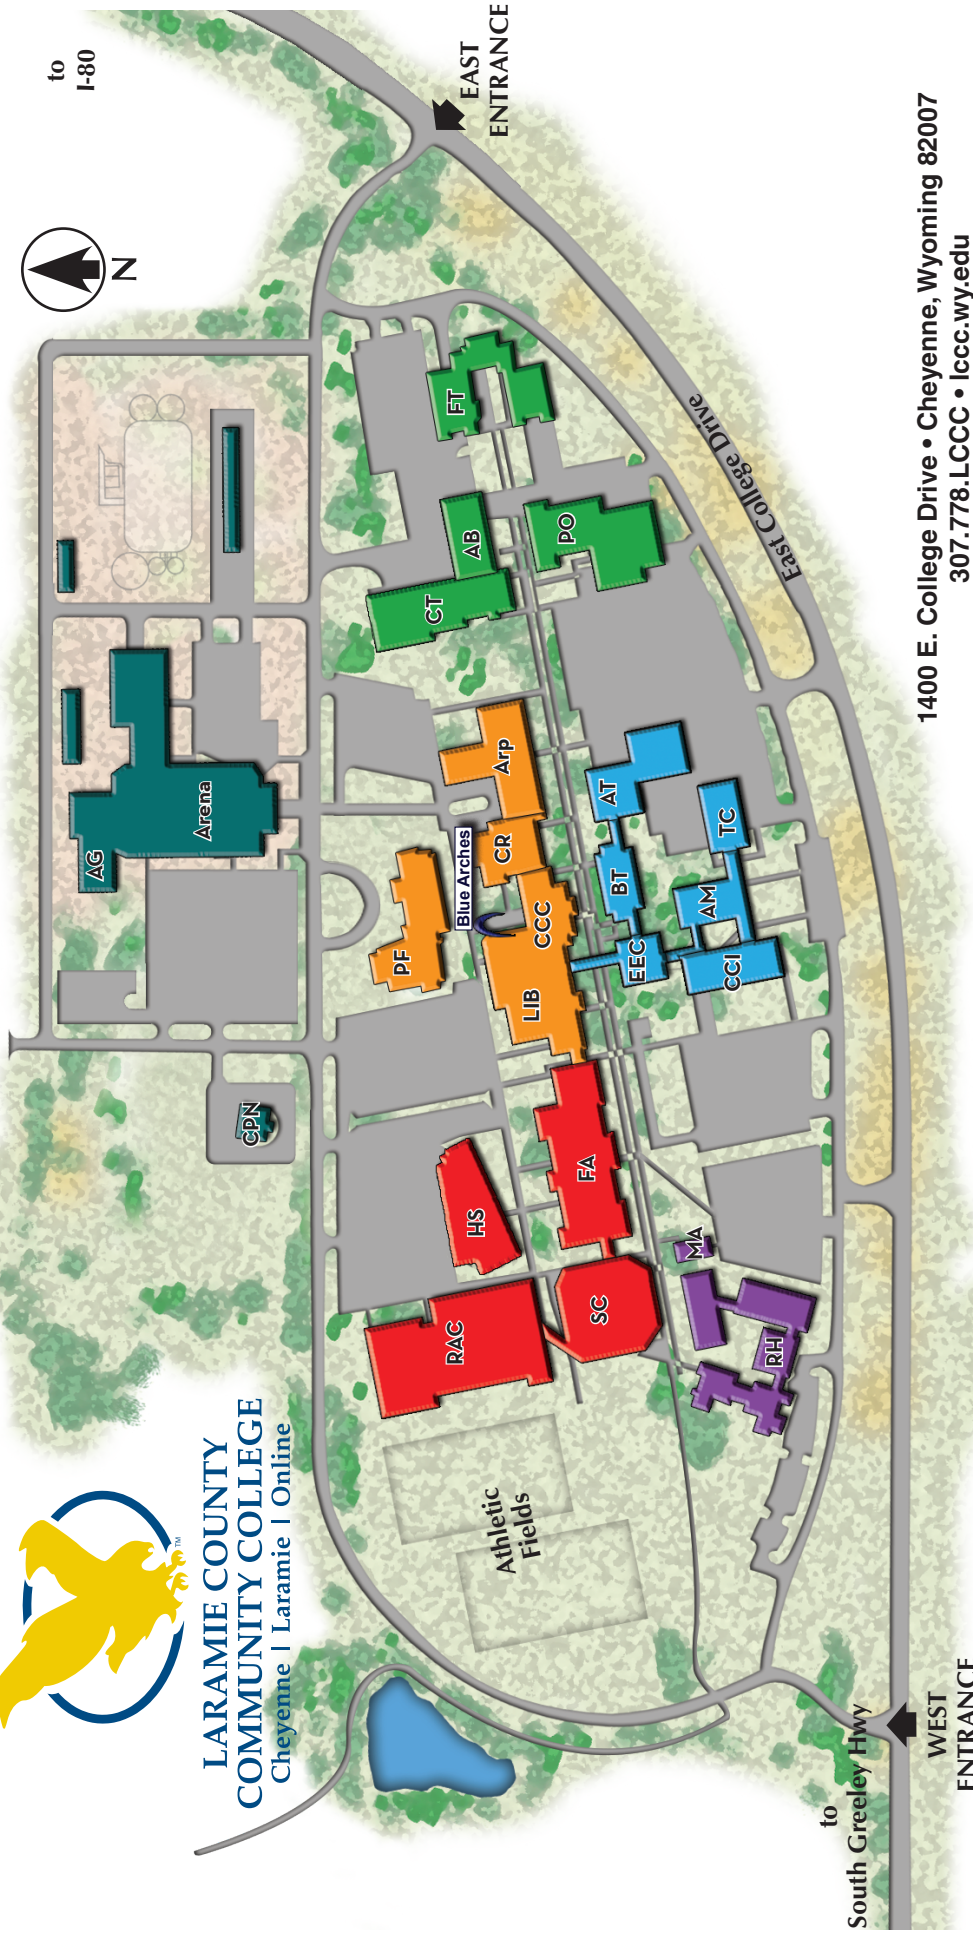 LARAMIE COUNTY
COMMUNITY COLLEGE
Cheyenne | Laramie | Online
TM
to
I-80
N
EAST
ENTRANCE
AG
Arena
CPN
FT
AB
CT
PO
Arp
CR
Blue Arches
CCC
LIB
PF
AT
BT
EEC
TC
AM
CCI
HS
FA
RAC
SC
MA
RH
Athletic
Fields
East College Drive
to
South Greeley Hwy
WEST
ENTRANCE
1400 E. College Drive • Cheyenne, Wyoming 82007
307.778.LCCC • lccc.wy.edu